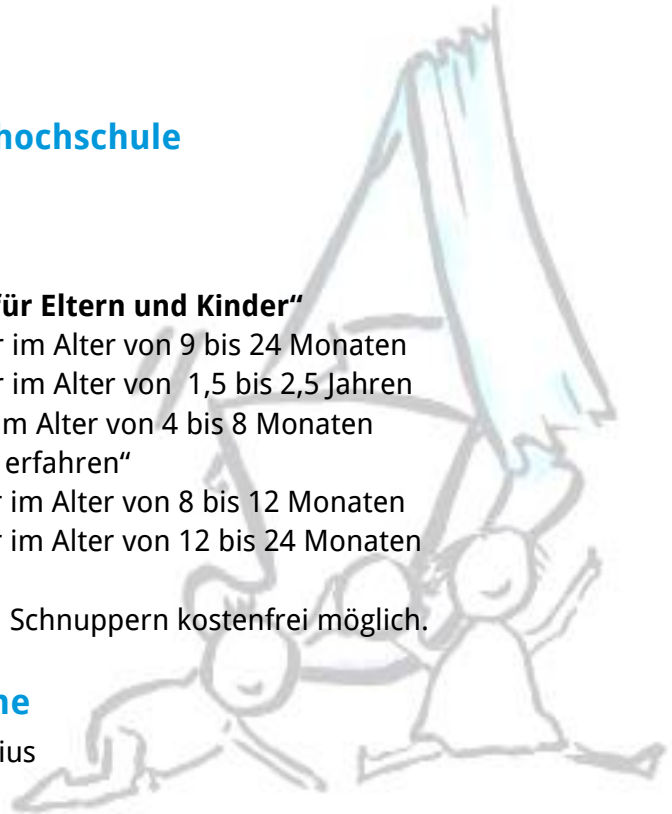 hochschule
für Eltern und Kinder“
r im Alter von 9 bis 24 Monaten
r im Alter von  1,5 bis 2,5 Jahren
im Alter von 4 bis 8 Monaten
erfahren“
r im Alter von 8 bis 12 Monaten
r im Alter von 12 bis 24 Monaten
Schnuppern kostenfrei möglich.
ne
ius